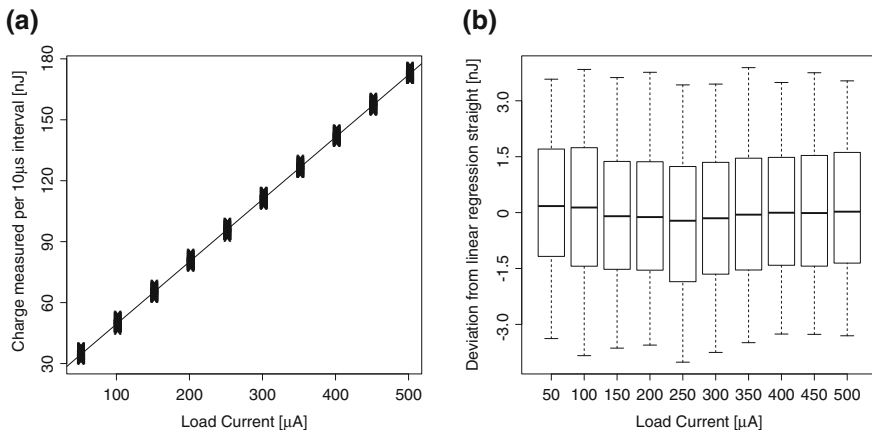 (a)
Charge measured per 10μs interval [nJ]
180
150
120
90
60
30
100 200 300 400 500
Load Current [μA]
(b)
Deviation from linear regression straight
3.0
1.5
0
-1.5
-3.0
50 100 150 200 250 300 350 400 450 500
Load Current [μA]